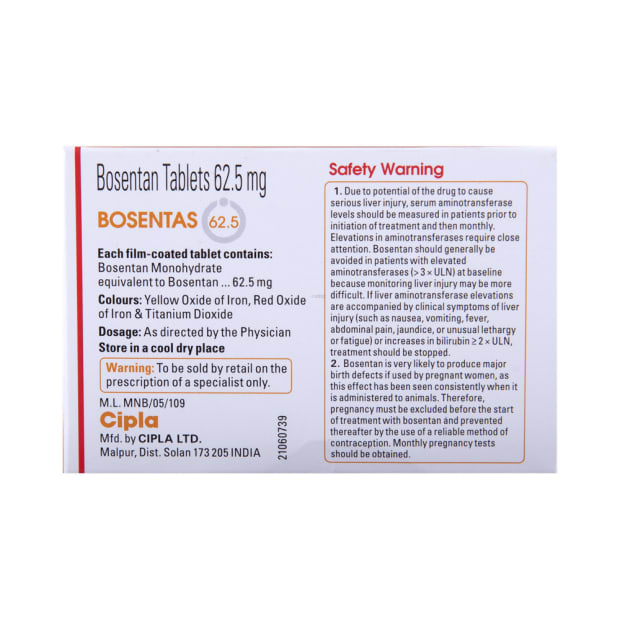 Bosentan Tablets 62.5 mg
BOSENTAS 62.5
Each film-coated tablet contains:
Bosentan Monohydrate
equivalent to Bosentan ... 62.5 mg
Colours: Yellow Oxide of Iron, Red Oxide
of Iron & Titanium Dioxide
Dosage: As directed by the Physician
Store in a cool dry place
Warning: To be sold by retail on the
prescription of a specialist only.
M.L. MNB/05/109
Cipla
Mfd. by CIPLA LTD.
Malpur, Dist. Solan 173 205 INDIA
21060739
Safety Warning
1. Due to potential of the drug to cause
serious liver injury, serum aminotransferase
levels should be measured in patients prior to
initiation of treatment and then monthly.
Elevations in aminotransferases require close
attention. Bosentan should generally be
avoided in patients with elevated
aminotransferases (> 3 × ULN) at baseline
because monitoring liver injury may be more
difficult. If liver aminotransferase elevations
are accompanied by clinical symptoms of liver
injury (such as nausea, vomiting, fever,
abdominal pain, jaundice, or unusual lethargy
or fatigue) or increases in bilirubin ≥ 2 × ULN,
treatment should be stopped.
2. Bosentan is very likely to produce major
birth defects if used by pregnant women, as
this effect has been seen consistently when it
is administered to animals. Therefore,
pregnancy must be excluded before the start
of treatment with bosentan and prevented
thereafter by the use of a reliable method of
contraception. Monthly pregnancy tests
should be obtained.